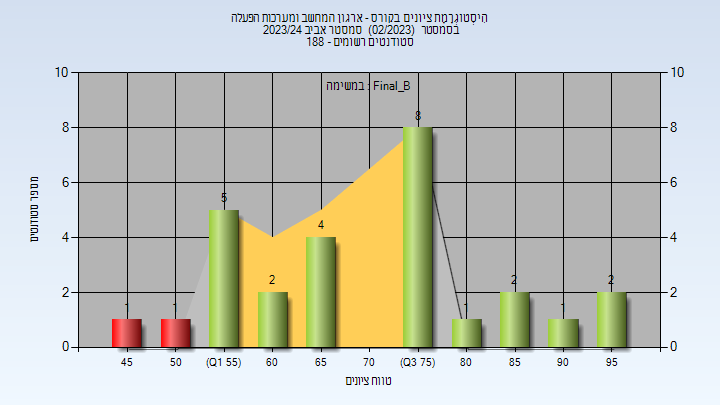 הִיסְטוֹגְרָמַת ציונים בקורס - ארגון המחשב ומערכות הפעלה
בסמסטר (02/2023) סמסטר אביב 2023/24
סטודנטים רשומים - 188
במשימה : Final_B
מספר סטודנטים
10 10
8 8
6 6
4 4
2 2
0 0
1 1 5 2 4 8 1 2 1 2
45 50 (Q1 55) 60 65 70 (Q3 75) 80 85 90 95
טווח ציונים